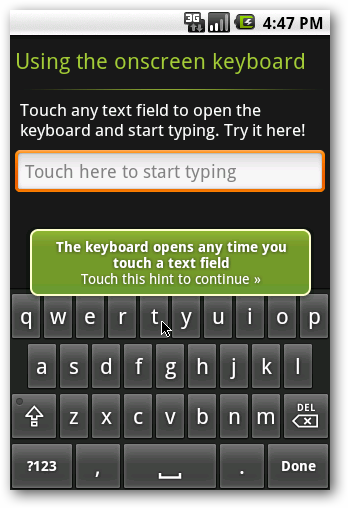 3G 4:47 PM
Using the onscreen keyboard
Touch any text field to open the
keyboard and start typing. Try it here!
Touch here to start typing
The keyboard opens any time you
touch a text field
Touch this hint to continue »
q w e r t y u i o p
a s d f g h j k l
z x c v b n m DEL
?123 , . Done